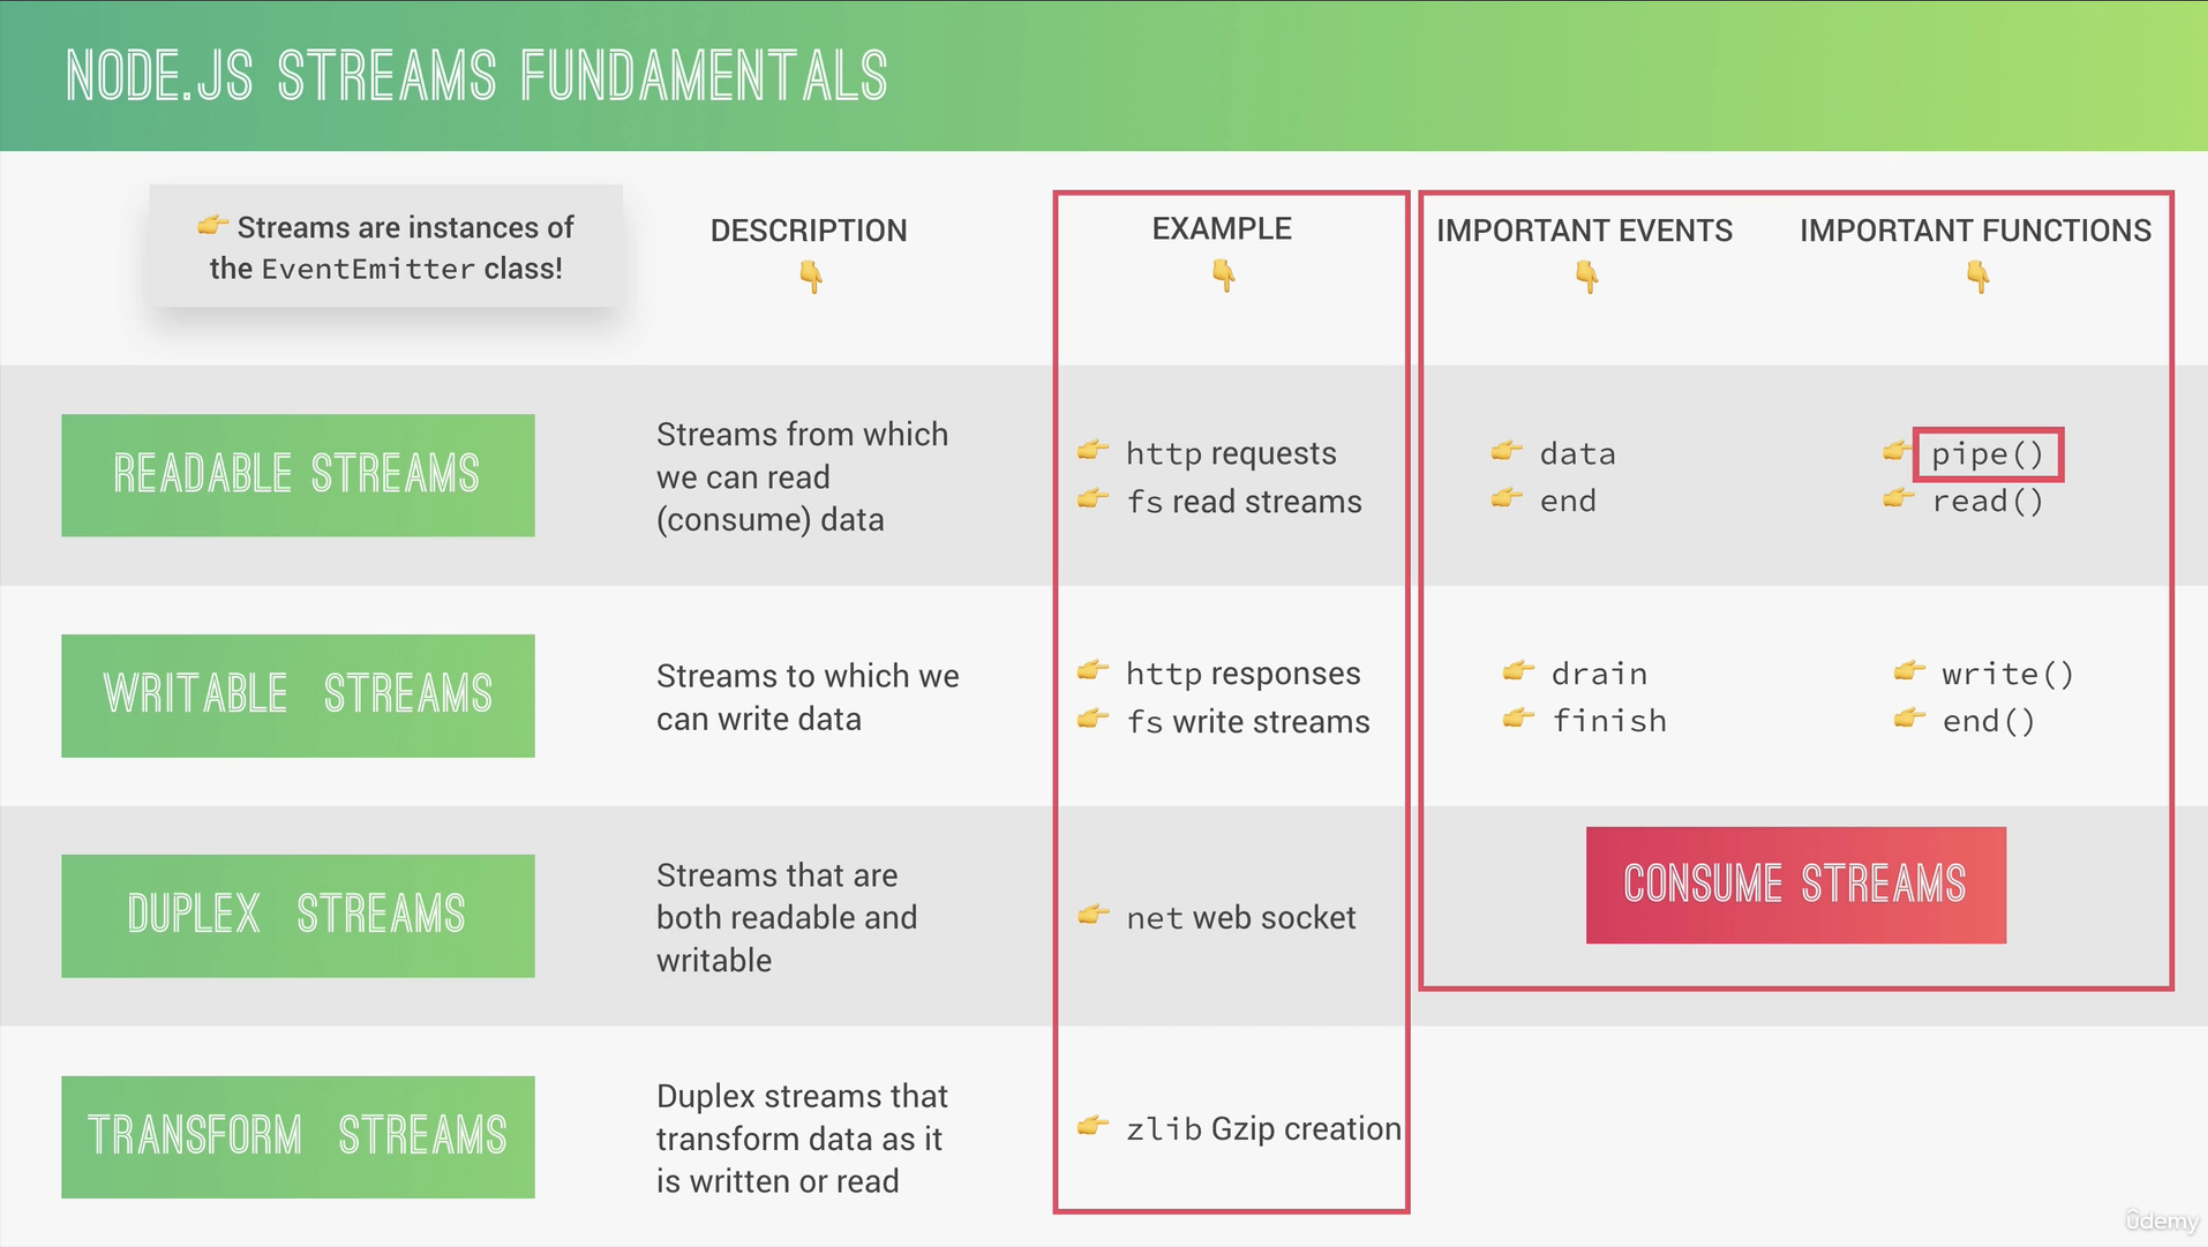 NODE.JS STREAMS FUNDAMENTALS
👉 Streams are instances of
the EventEmitter class!
DESCRIPTION
👇
EXAMPLE
👇
IMPORTANT EVENTS
👇
IMPORTANT FUNCTIONS
👇
READABLE STREAMS
Streams from which
we can read
(consume) data
👉 http requests
👉 fs read streams
👉 data
👉 end
👉 pipe()
👉 read()
WRITABLE STREAMS
Streams to which we
can write data
👉 http responses
👉 fs write streams
👉 drain
👉 finish
👉 write()
👉 end()
DUPLEX STREAMS
Streams that are
both readable and
writable
👉 net web socket
CONSUME STREAMS
TRANSFORM STREAMS
Duplex streams that
transform data as it
is written or read
👉 zlib Gzip creation
ûdemy